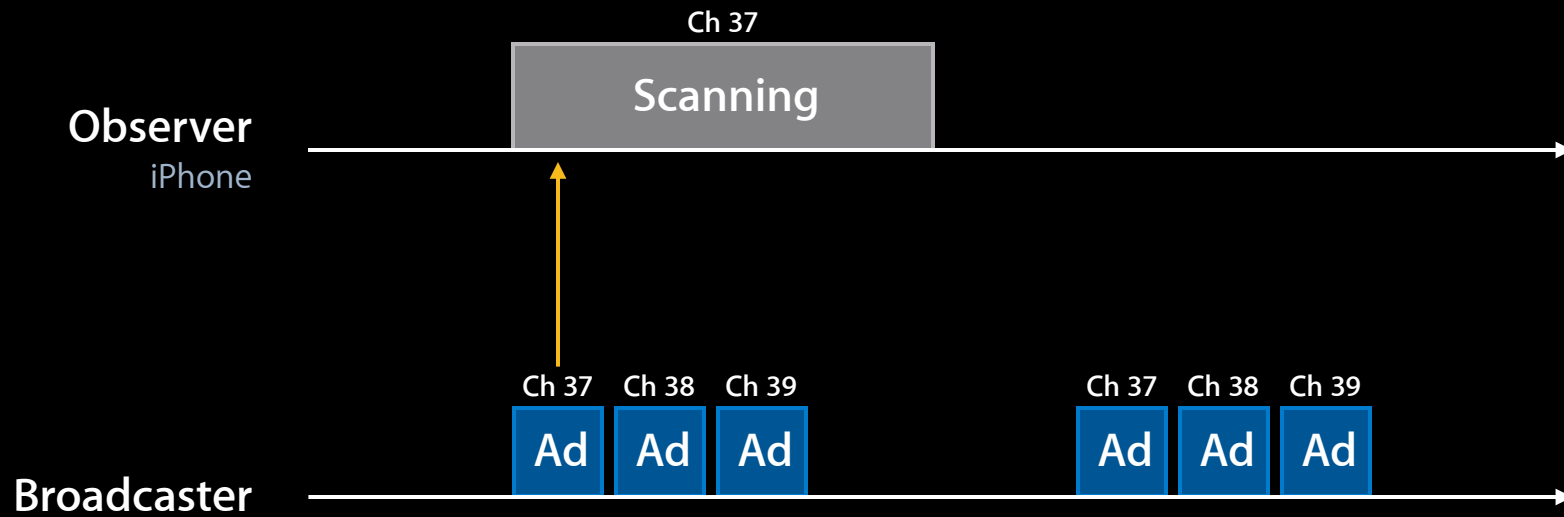 Ch 37
Scanning
Observer
iPhone
Ch 37 Ch 38 Ch 39 Ch 37 Ch 38 Ch 39
Ad Ad Ad Ad Ad Ad
Broadcaster